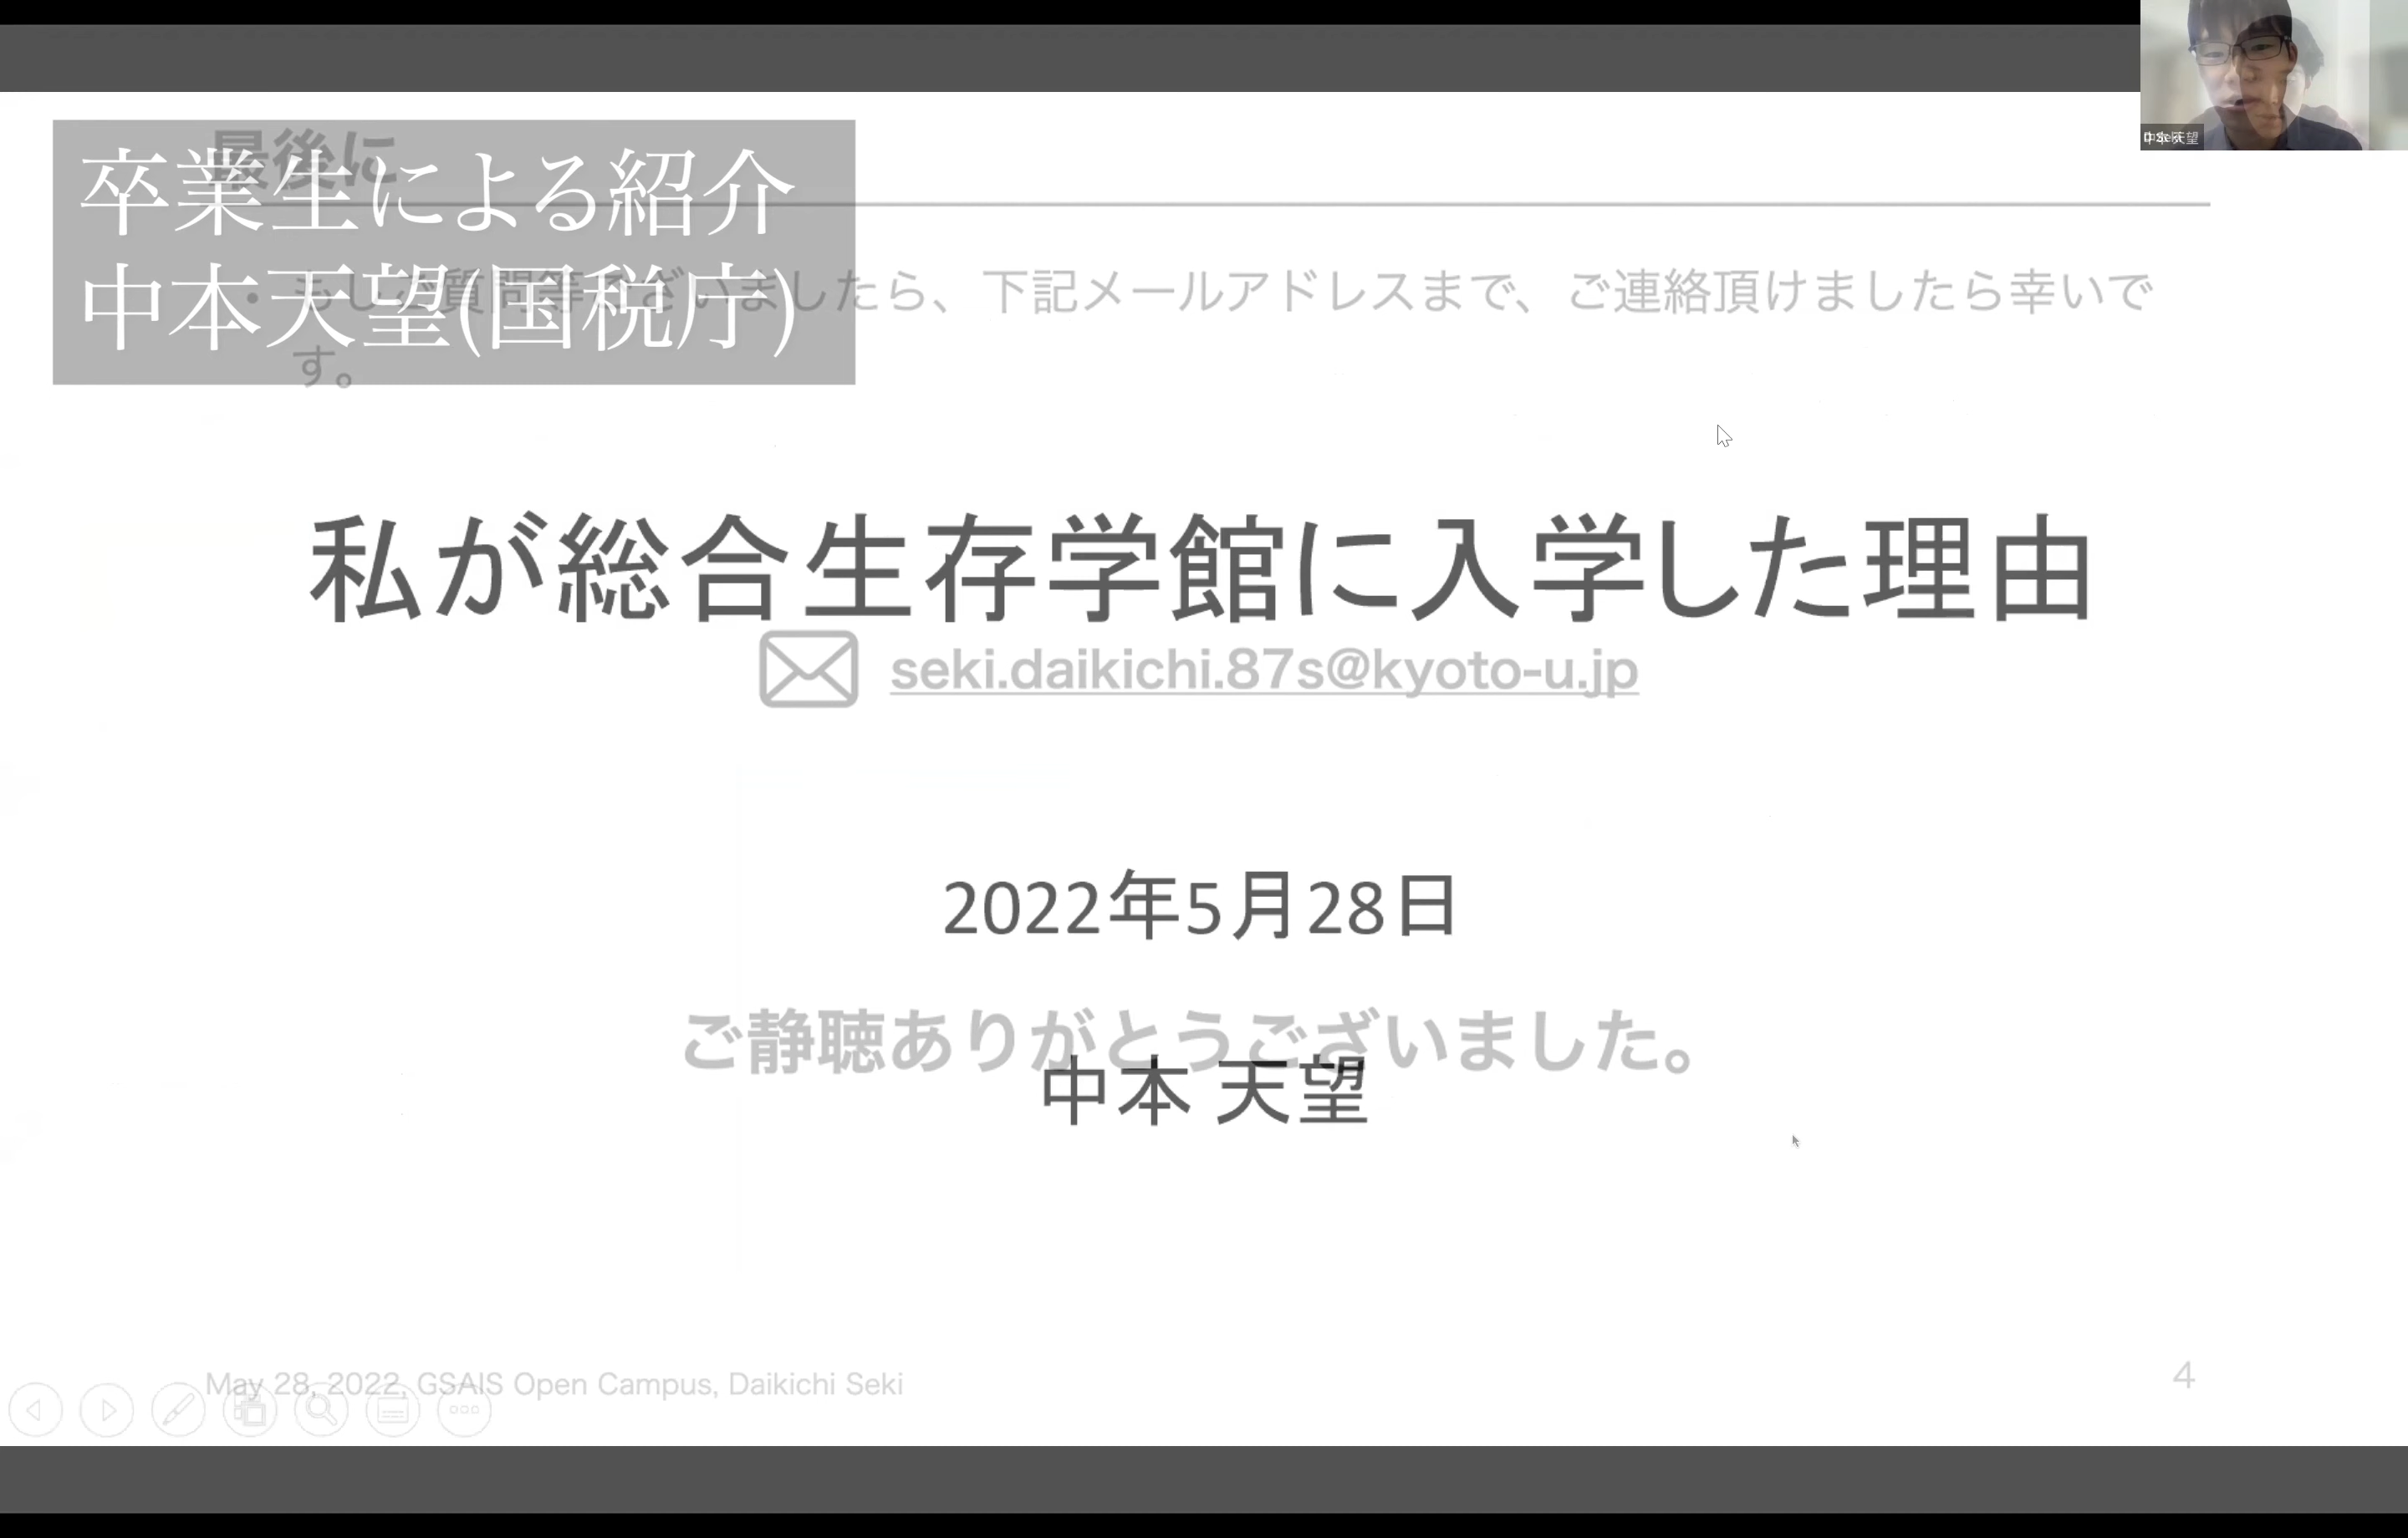 最後に
卒業生による紹介
中本天望(国税庁)
• もしご質問等ございましたら、下記メールアドレスまで、ご連絡頂けましたら幸いで
す。
私が総合生存学館に入学した理由
seki.daikichi.87s@kyoto-u.jp
2022年5月28日
ご静聴ありがとうございました。
中本 天望
May 28, 2022, GSAIS Open Campus, Daikichi Seki
4